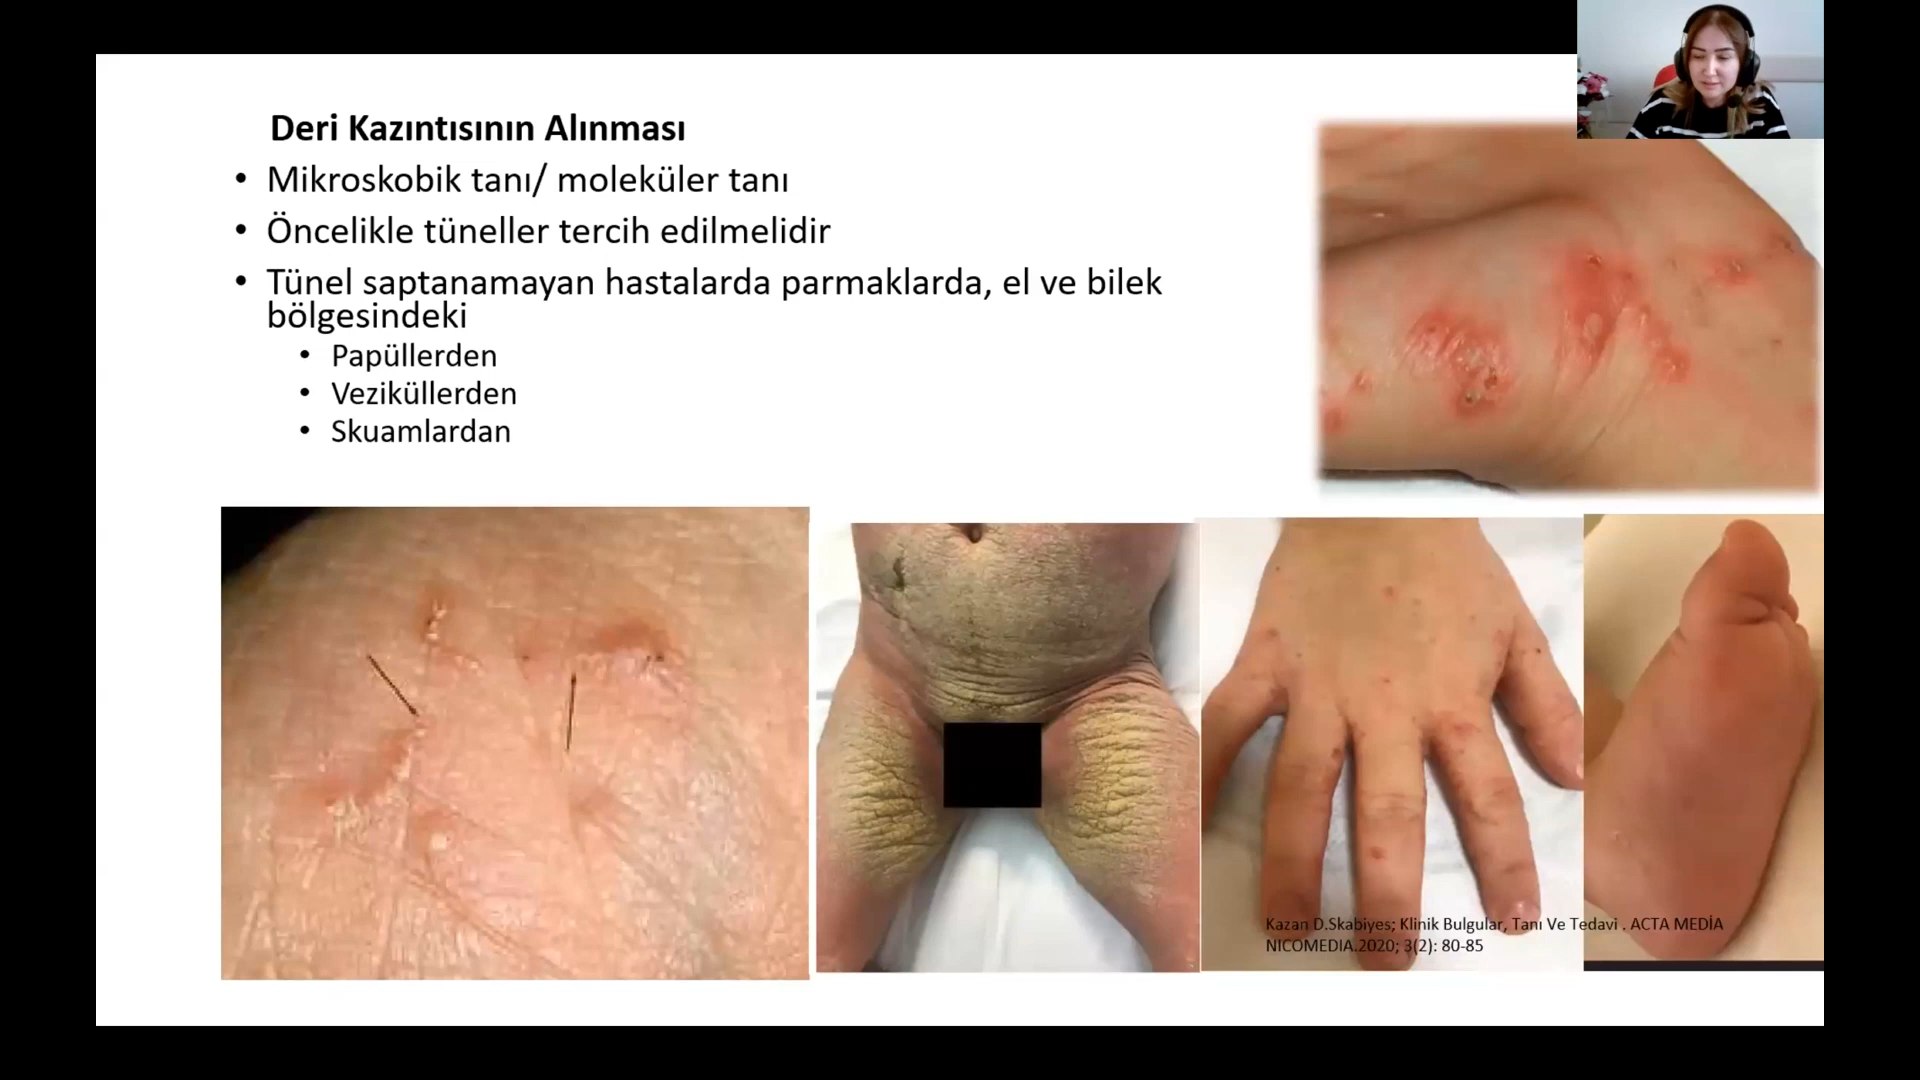 Deri Kazıntısının Alınması
• Mikroskobik tanı/ moleküler tanı
• Öncelikle tüneller tercih edilmelidir
• Tünel saptanamayan hastalarda parmaklarda, el ve bilek
bölgesindeki
• Papüllerden
• Veziküllerden
• Skuamlardan
Kazan D.Skabiyes; Klinik Bulgular, Tanı Ve Tedavi . ACTA MEDİA
NICOMEDIA.2020; 3(2): 80-85